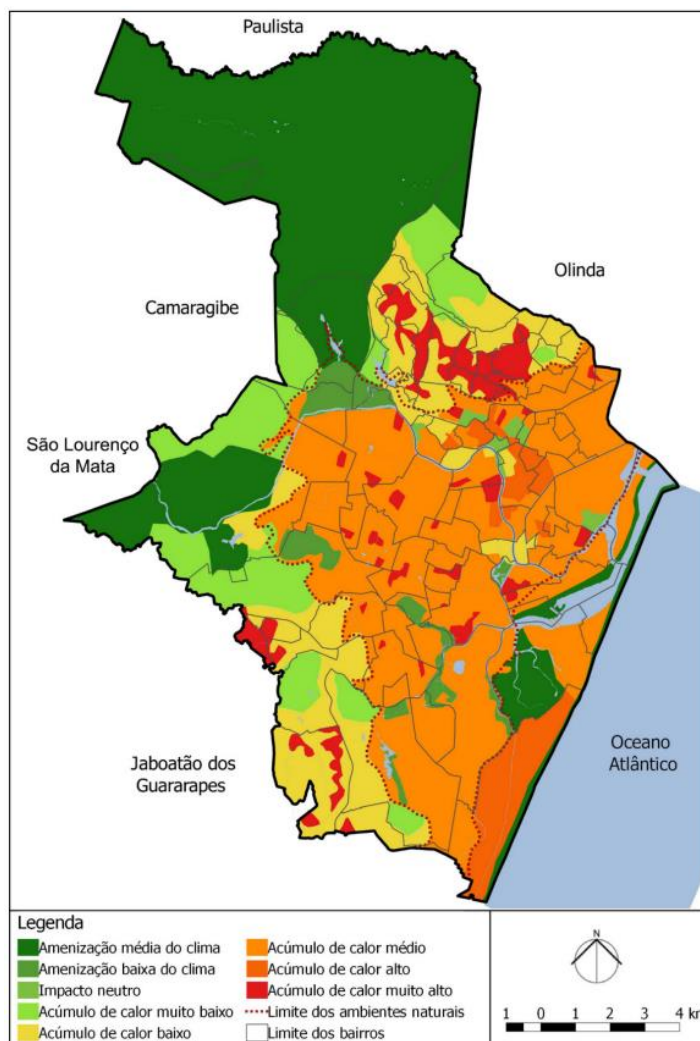 Paulista
Olinda
Camaragibe
São Lourenço
da Mata
Jaboatão dos
Guararapes
Oceano
Atlântico
Legenda
Amenização média do clima
Amenização baixa do clima
Impacto neutro
Acúmulo de calor muito baixo
Acúmulo de calor baixo
Acúmulo de calor médio
Acúmulo de calor alto
Acúmulo de calor muito alto
Limite dos ambientes naturais
Limite dos bairros
N
1 0 1 2 3 4 km